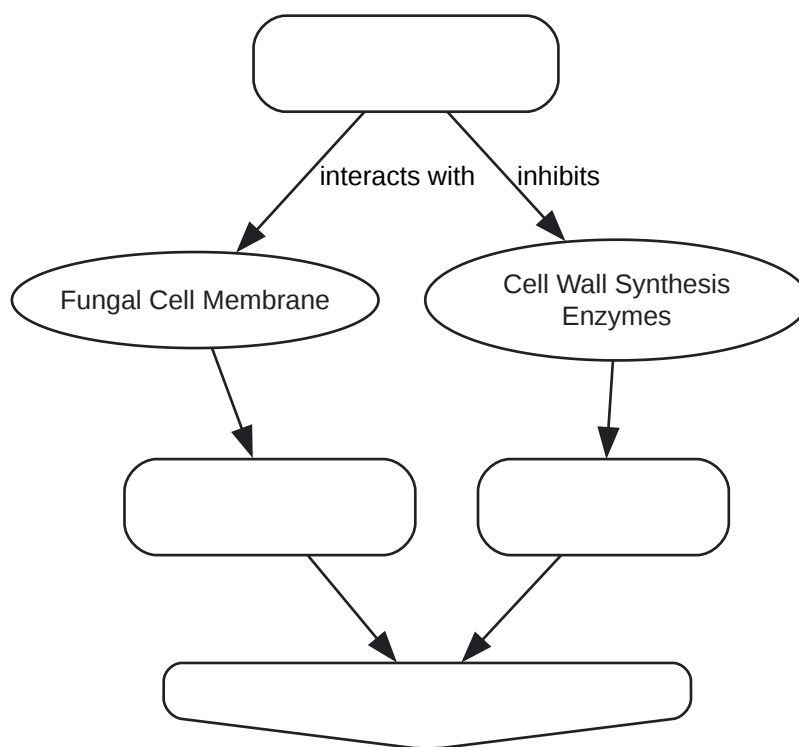 interacts with
inhibits
Fungal Cell Membrane
Cell Wall Synthesis
Enzymes